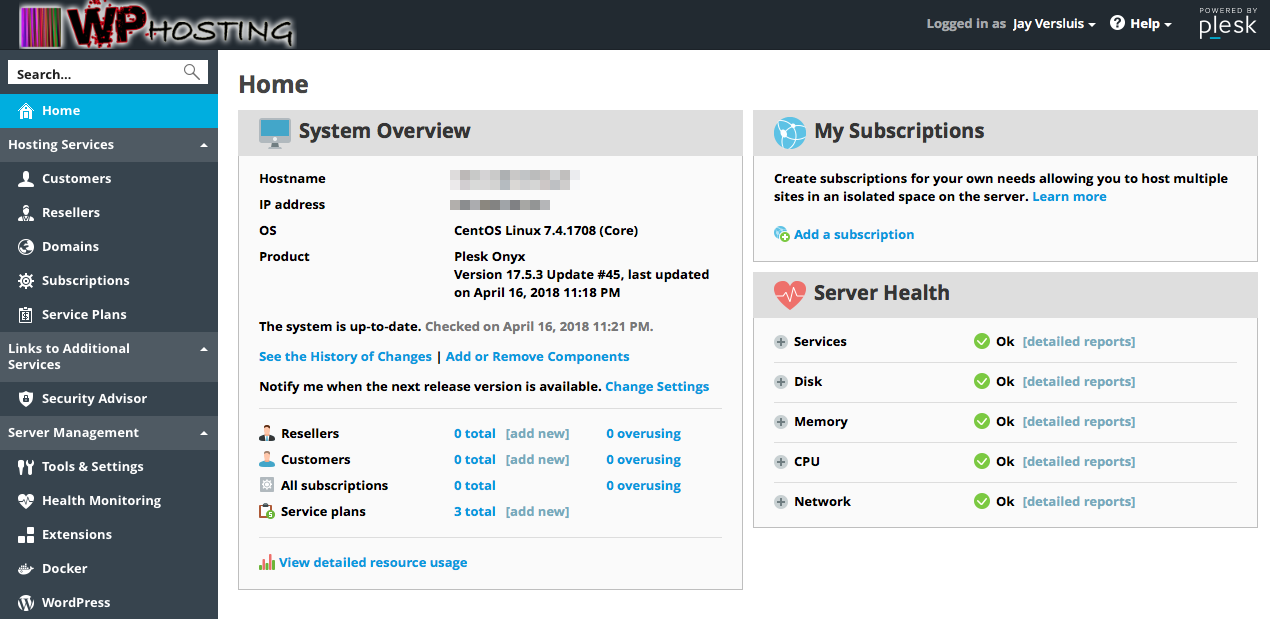 WPHOSTING
Logged in as Jay Versluis
Help
POWERED BY
plesk
Search...
Home
Hosting Services
Customers
Resellers
Domains
Subscriptions
Service Plans
Links to Additional
Services
Security Advisor
Server Management
Tools & Settings
Health Monitoring
Extensions
Docker
WordPress
Home
System Overview
Hostname
IP address
OS CentOS Linux 7.4.1708 (Core)
Product Plesk Onyx
Version 17.5.3 Update #45, last updated
on April 16, 2018 11:18 PM
The system is up-to-date. Checked on April 16, 2018 11:21 PM.
See the History of Changes | Add or Remove Components
Notify me when the next release version is available. Change Settings
Resellers 0 total [add new] 0 overusing
Customers 0 total [add new] 0 overusing
All subscriptions 0 total 0 overusing
Service plans 3 total [add new]
View detailed resource usage
My Subscriptions
Create subscriptions for your own needs allowing you to host multiple
sites in an isolated space on the server. Learn more
Add a subscription
Server Health
Services Ok [detailed reports]
Disk Ok [detailed reports]
Memory Ok [detailed reports]
CPU Ok [detailed reports]
Network Ok [detailed reports]